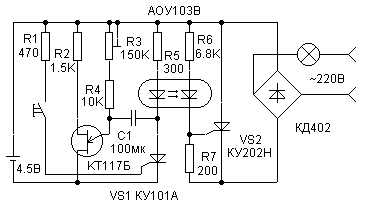 АОУ103В
R1
470
R2
1.5K
R3
150K
R5
300
R6
6.8K
~220В
R4
10K
C1
100мк
VS2
КУ202Н
КД402
4.5В
КТ117Б
R7
200
VS1 КУ101А